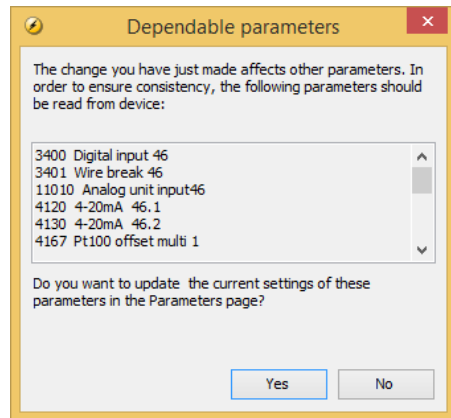 Dependable parameters
The change you have just made affects other parameters. In
order to ensure consistency, the following parameters should
be read from device:
3400 Digital input 46
3401 Wire break 46
11010 Analog unit input46
4120 4-20mA 46.1
4130 4-20mA 46.2
4167 Pt100 offset multi 1
Do you want to update the current settings of these
parameters in the Parameters page?
Yes
No